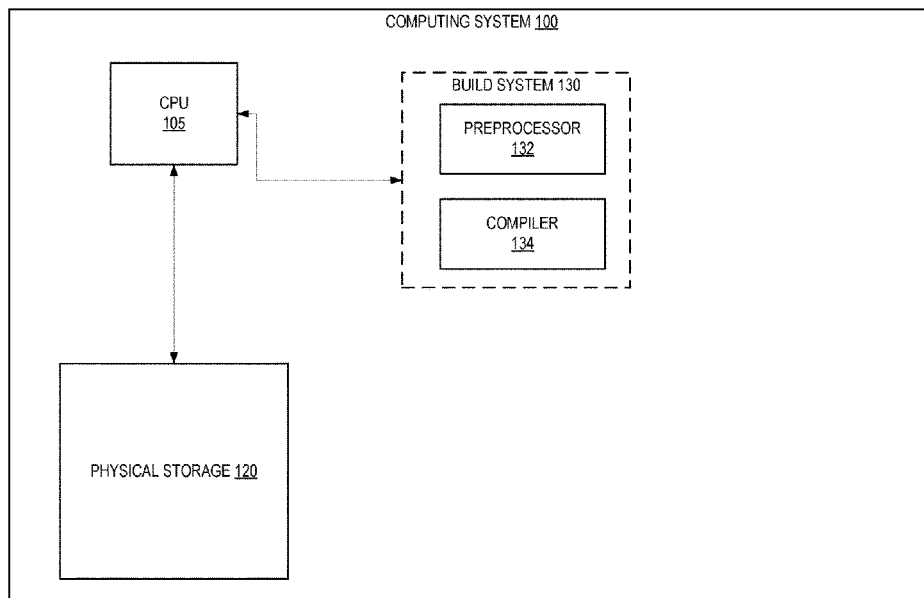 COMPUTING SYSTEM 100
CPU
105
BUILD SYSTEM 130
PREPROCESSOR
132
COMPILER
134
PHYSICAL STORAGE 120